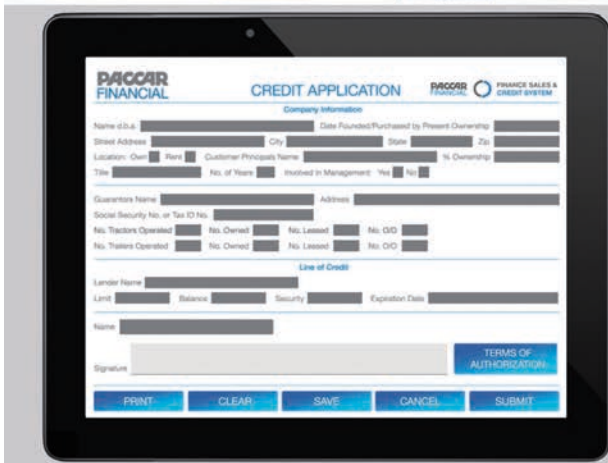 PACCAR
FINANCIAL
CREDIT APPLICATION
PACCAR
FINANCIAL
FINANCE SALES &
CREDIT SYSTEM
Company Information
Name d.b.a. Date Founded/Purchased by Present Ownership
Street Address City State Zip
Location: Own Rent Customer Principals Name % Ownership
Title No. of Years Involved in Management: Yes No
Guarantors Name Address
Social Security No. or Tax ID No.
No. Tractors Operated No. Owned No. Leased No. O/O
No. Trailers Operated No. Owned No. Leased No. O/O
Line of Credit
Lender Name
Limit Balance Security Expiration Date
Name
Signature
TERMS OF
AUTHORIZATION
PRINT CLEAR SAVE CANCEL SUBMIT